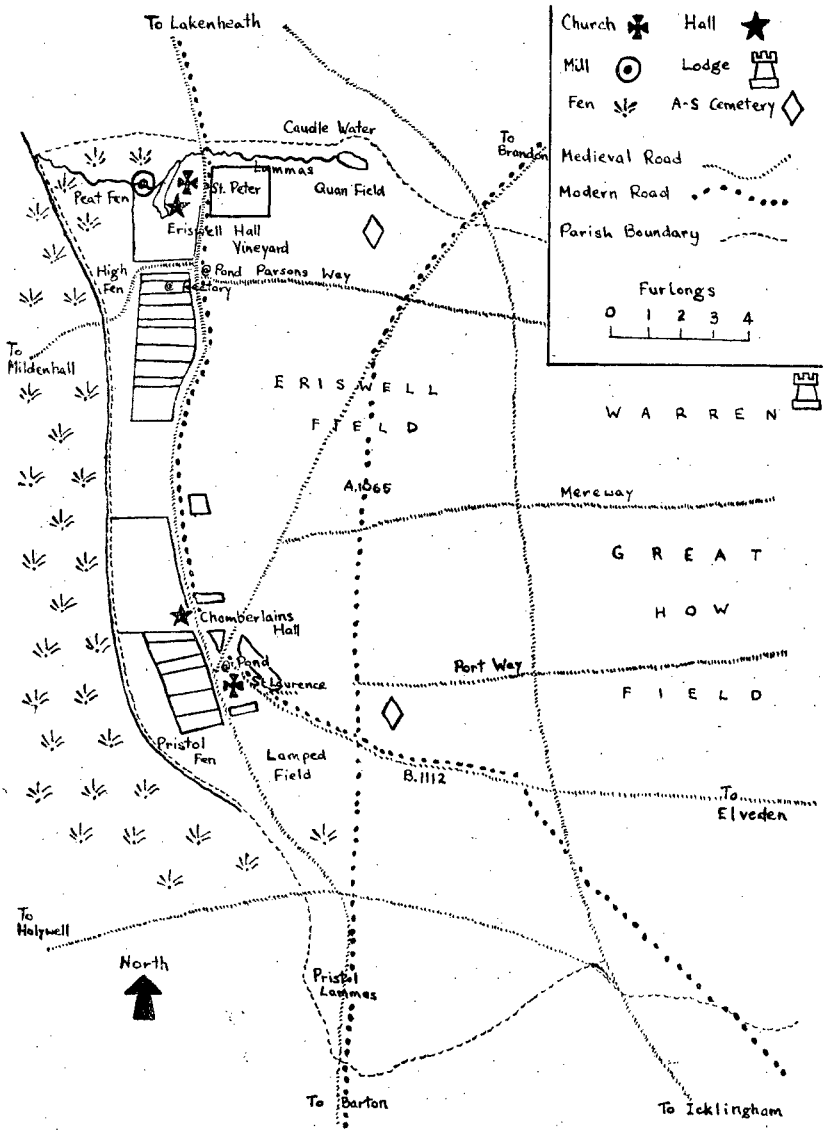 To Lakenheath
Church
Hall
Mill
Lodge
Fen
A-S Cemetery
Medieval Road
Modern Road
Parish Boundary
Furlongs
0 1 2 3 4
Caudle Water
To
Brandon
Lammas
Peat Fen
St. Peter
Quan Field
Eriswell Hall
Vineyard
High
Fen
Pond Parsons Way
Rectory
To
Mildenhall
ERISWELL
FIELD
WARREN
A.1065
Mereway
GREAT
HOW
FIELD
Chamberlains
Hall
Pond
Port Way
St Laurence
Pristol
Fen
Lamped
Field
B.1112
To
Elveden
To
Holywell
North
Pristol
Lammas
To Barton
To Icklingham